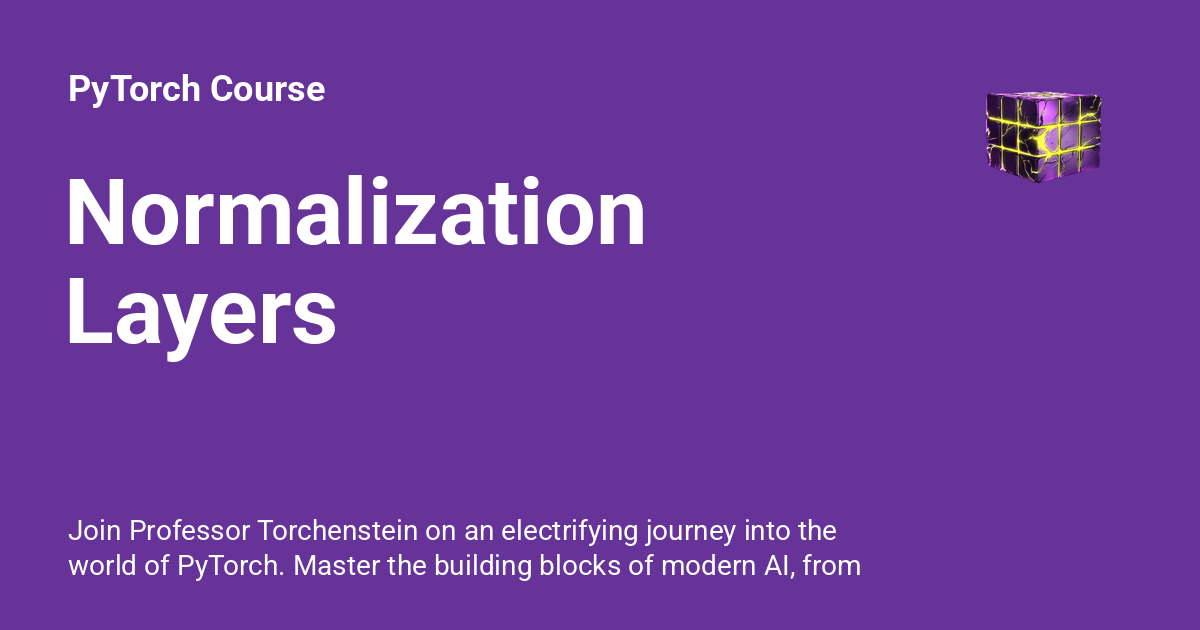 PyTorch Course
Normalization
Layers
Join Professor Torchenstein on an electrifying journey into the
world of PyTorch. Master the building blocks of modern AI, from